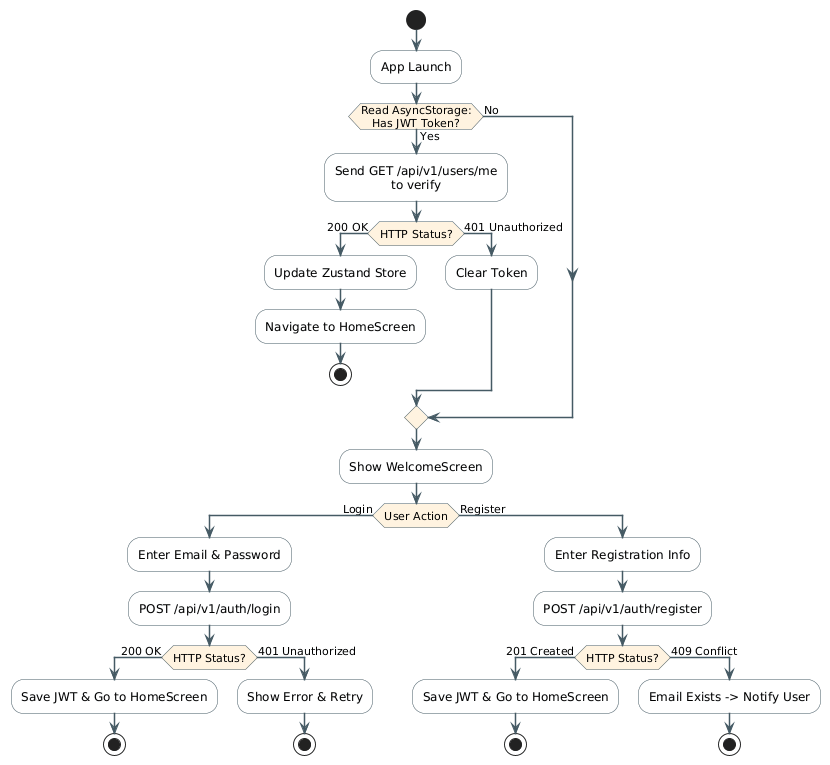 App Launch
Read AsyncStorage:
Has JWT Token?
No
Yes
Send GET /api/v1/users/me
to verify
200 OK
HTTP Status?
401 Unauthorized
Update Zustand Store
Clear Token
Navigate to HomeScreen
Show WelcomeScreen
Login
User Action
Register
Enter Email & Password
Enter Registration Info
POST /api/v1/auth/login
POST /api/v1/auth/register
200 OK
HTTP Status?
401 Unauthorized
201 Created
HTTP Status?
409 Conflict
Save JWT & Go to HomeScreen
Show Error & Retry
Save JWT & Go to HomeScreen
Email Exists -> Notify User